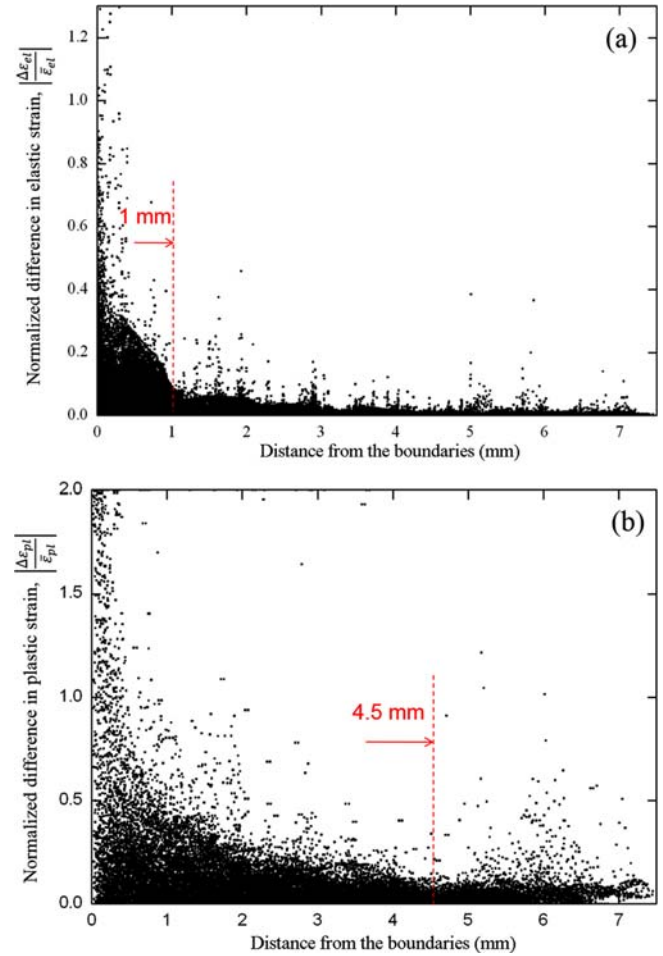 (a)
Normalized difference in elastic strain, |Δε_el / ε̄_el|
1.2
1.0
0.8
0.6
0.4
0.2
0.0
1 mm
0 1 2 3 4 5 6 7
Distance from the boundaries (mm)
(b)
Normalized difference in plastic strain, |Δε_pl / ε̄_pl|
2.0
1.5
1.0
0.5
0.0
4.5 mm
0 1 2 3 4 5 6 7
Distance from the boundaries (mm)